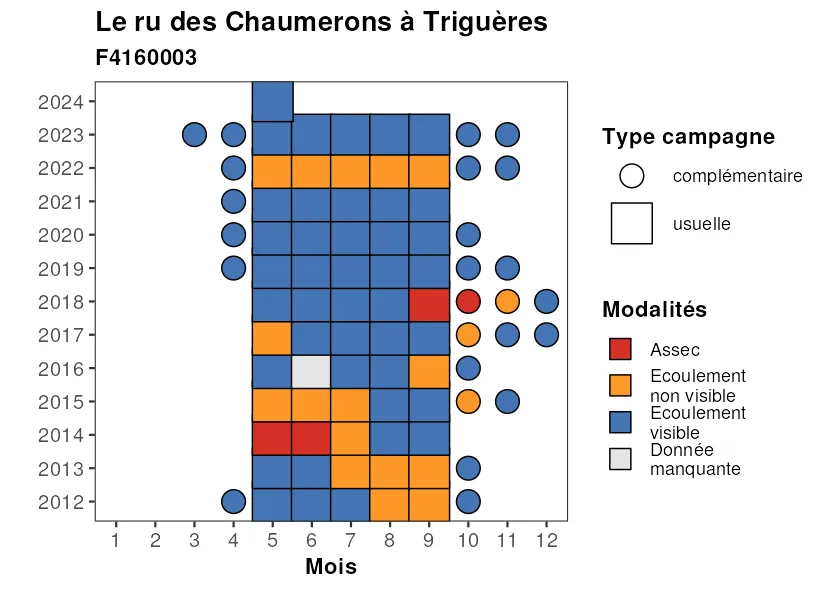 Le ru des Chaumerons à Triguères
F4160003
2024
2023
2022
2021
2020
2019
2018
2017
2016
2015
2014
2013
2012
1 2 3 4 5 6 7 8 9 10 11 12
Mois
Type campagne
complémentaire
usuelle
Modalités
Assec
Ecoulement
non visible
Ecoulement
visible
Donnée
manquante